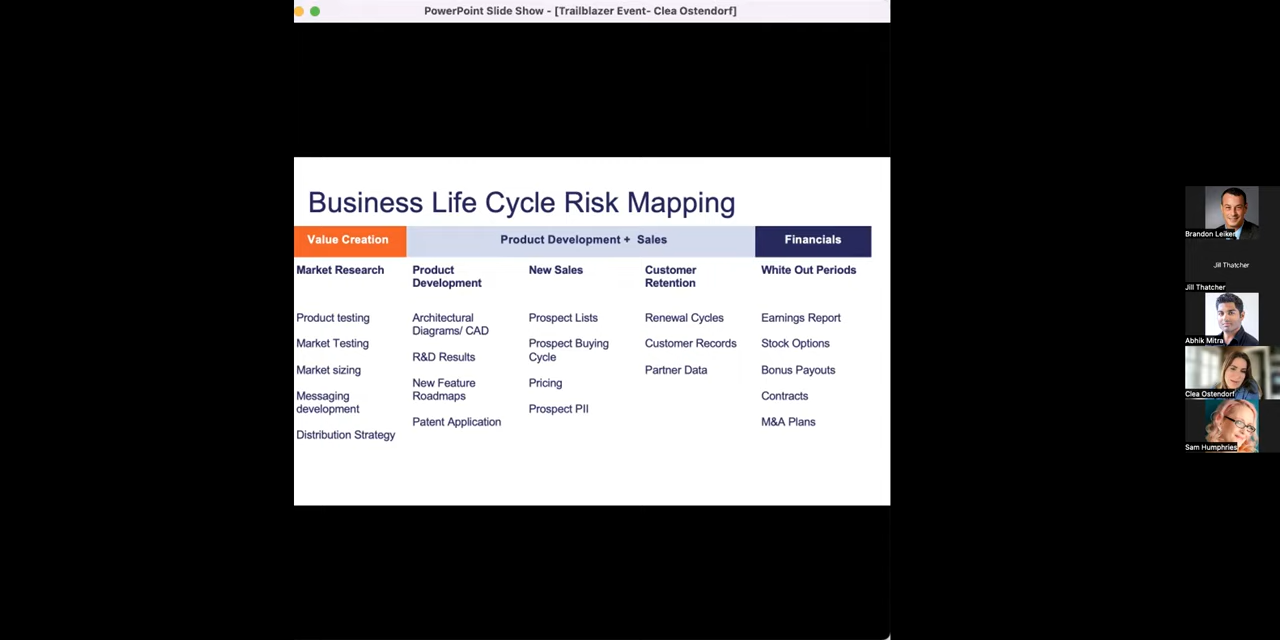 PowerPoint Slide Show - [Trailblazer Event- Clea Ostendorf]
Business Life Cycle Risk Mapping
Value Creation
Product Development + Sales
Financials
Market Research
Product
Development
New Sales
Customer
Retention
White Out Periods
Product testing
Market Testing
Market sizing
Messaging
development
Distribution Strategy
Architectural
Diagrams/ CAD
R&D Results
New Feature
Roadmaps
Patent Application
Prospect Lists
Prospect Buying
Cycle
Pricing
Prospect PII
Renewal Cycles
Customer Records
Partner Data
Earnings Report
Stock Options
Bonus Payouts
Contracts
M&A Plans
Brandon Leiker
Jill Thatcher
Jill Thatcher
Abhik Mitra
Clea Ostendorf
Sam Humphries